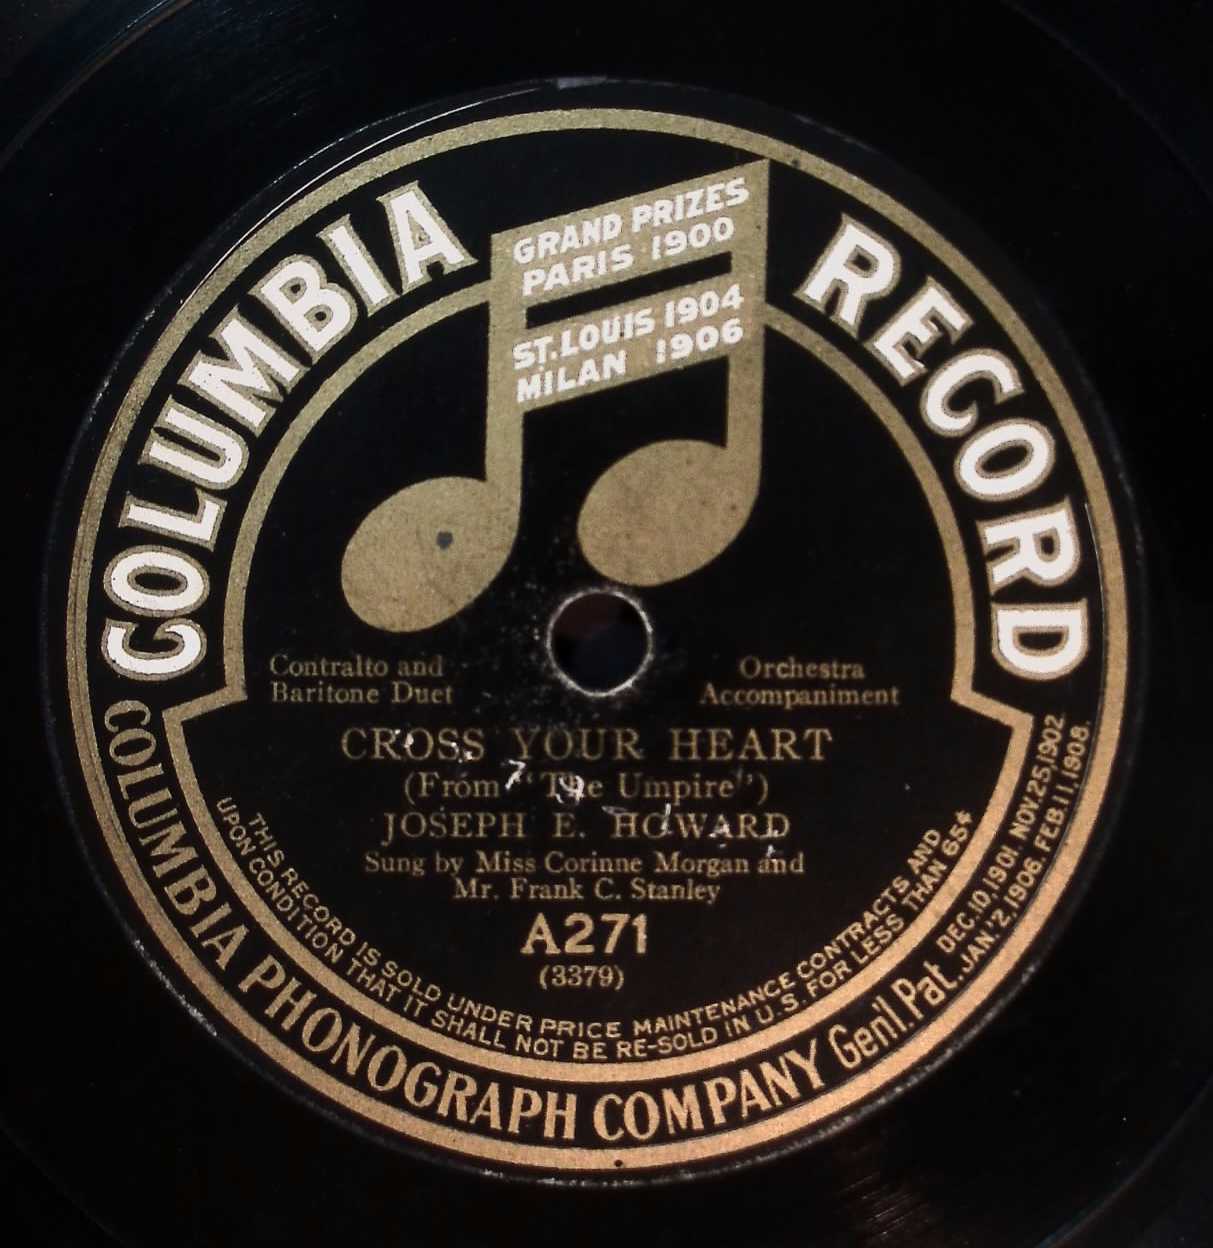 COLUMBIA RECORD
GRAND PRIZES
PARIS 1900
ST. LOUIS 1904
MILAN 1906
Contralto and
Baritone Duet
Orchestra
Accompaniment
CROSS YOUR HEART
(From "The Umpire")
JOSEPH E. HOWARD
Sung by Miss Corinne Morgan and
Mr. Frank C. Stanley
A271
(3379)
THIS RECORD IS SOLD UNDER PRICE MAINTENANCE CONTRACTS AND
UPON CONDITION THAT IT SHALL NOT BE RE-SOLD IN U.S. FOR LESS THAN 65¢
COLUMBIA PHONOGRAPH COMPANY Gen'l. Pat. DEC. 10, 1901. NOV. 25, 1902
JAN'2, 1906. FEB. 11, 1908.